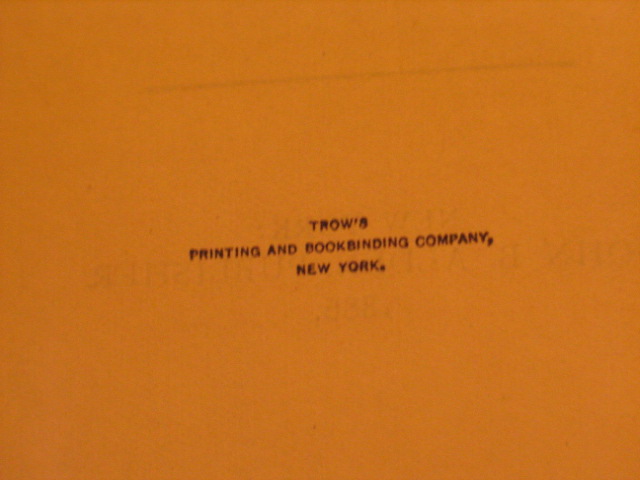 TROW'S
PRINTING AND BOOKBINDING COMPANY,
NEW YORK.